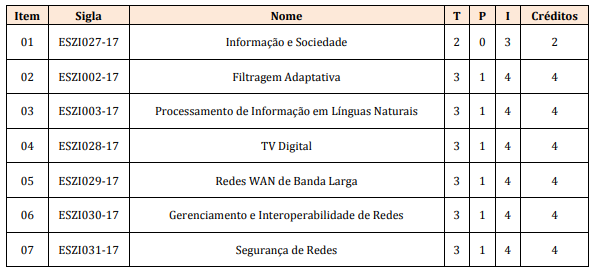 Item Sigla Nome T P I Créditos
01 ESZI027-17 Informação e Sociedade 2 0 3 2
02 ESZI002-17 Filtragem Adaptativa 3 1 4 4
03 ESZI003-17 Processamento de Informação em Línguas Naturais 3 1 4 4
04 ESZI028-17 TV Digital 3 1 4 4
05 ESZI029-17 Redes WAN de Banda Larga 3 1 4 4
06 ESZI030-17 Gerenciamento e Interoperabilidade de Redes 3 1 4 4
07 ESZI031-17 Segurança de Redes 3 1 4 4